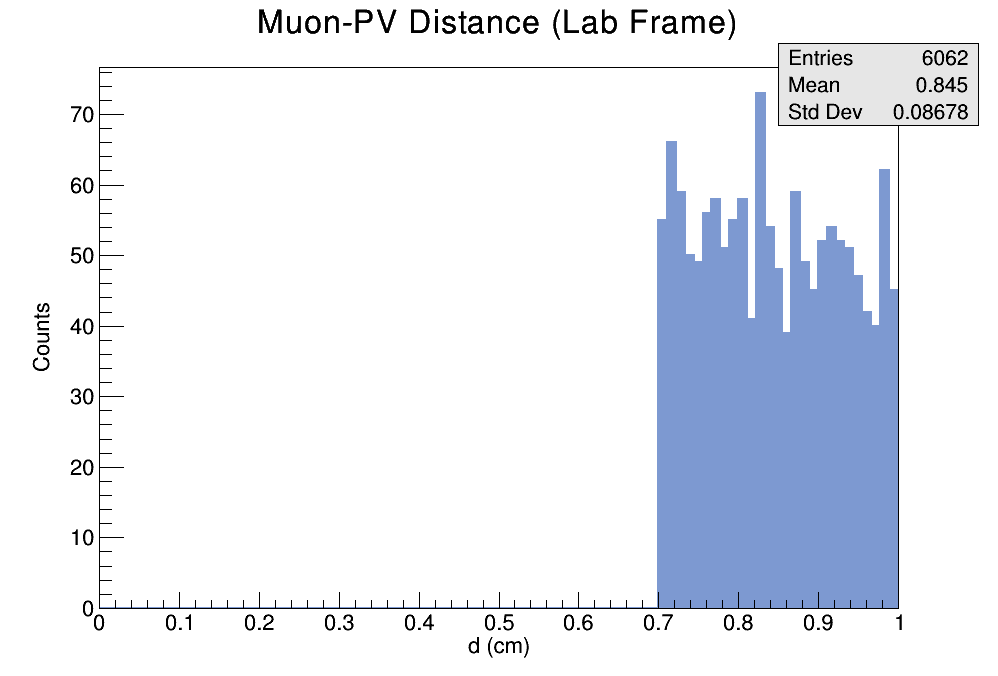 Muon-PV Distance (Lab Frame)
Entries 6062
Mean 0.845
Std Dev 0.08678
70
60
50
40
30
20
10
0
Counts
0 0.1 0.2 0.3 0.4 0.5 0.6 0.7 0.8 0.9 1
d (cm)